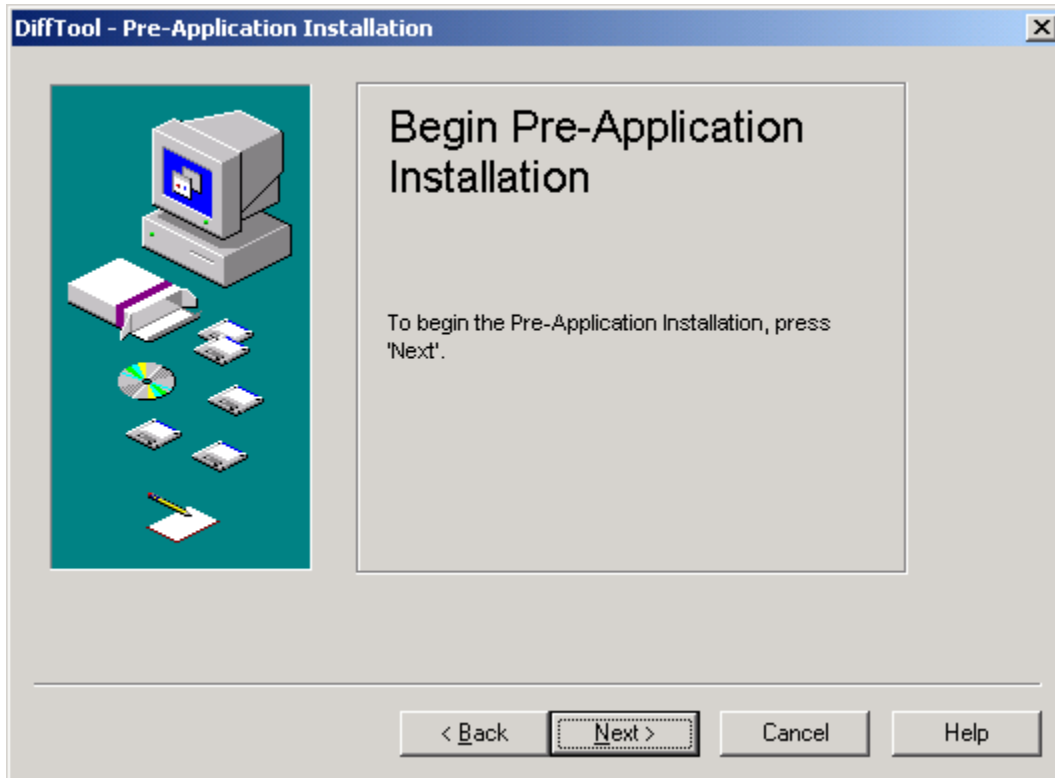 DiffTool - Pre-Application Installation
Begin Pre-Application
Installation
To begin the Pre-Application Installation, press
'Next'.
< Back
Next >
Cancel
Help